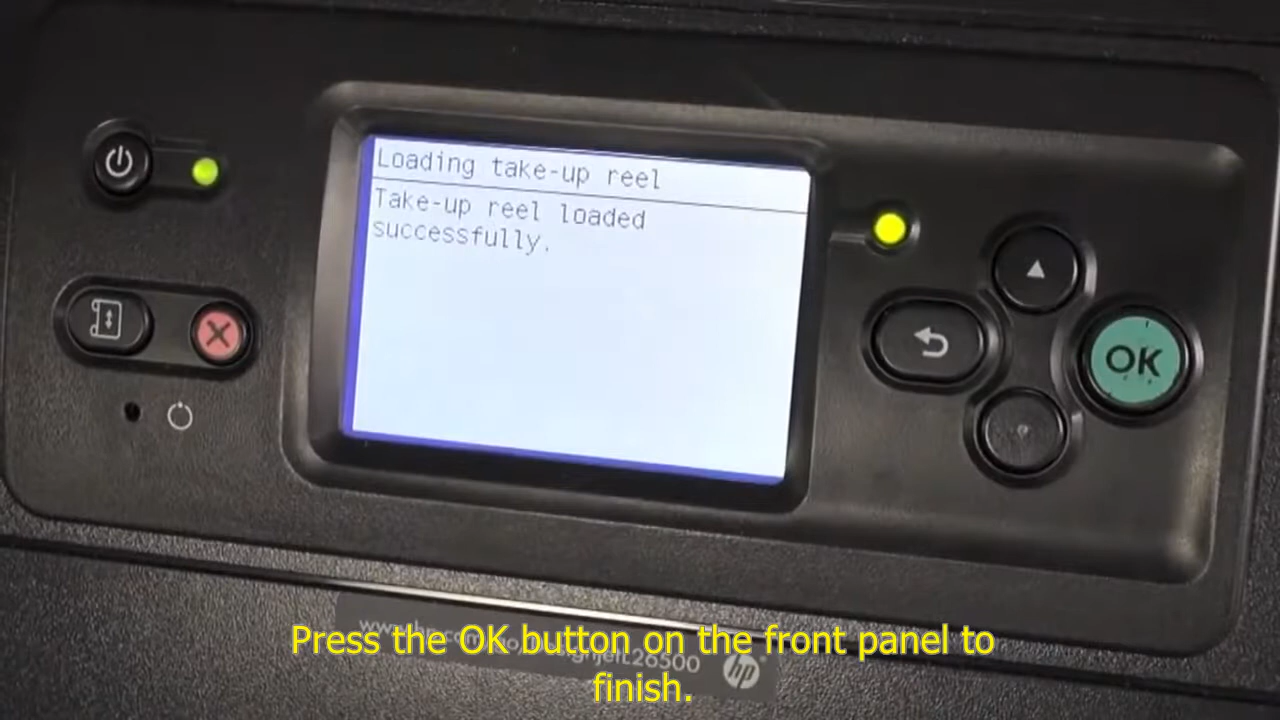 Loading take-up reel
Take-up reel loaded
successfully.
OK
hp
Press the OK button on the front panel to
finish.